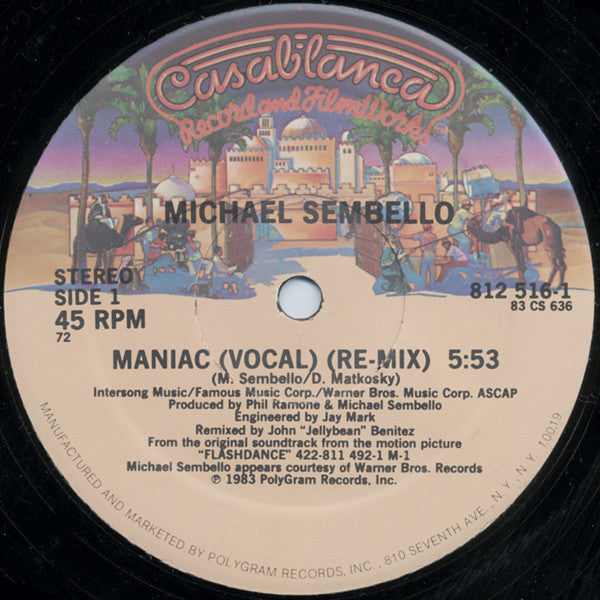 Casablanca
Record and FilmWorks
MICHAEL SEMBELLO
STEREO
SIDE 1
45 RPM
72
812 516-1
83 CS 636
MANIAC (VOCAL) (RE-MIX) 5:53
(M. Sembello/D. Matkosky)
Intersong Music/Famous Music Corp./Warner Bros. Music Corp. ASCAP
Produced by Phil Ramone & Michael Sembello
Engineered by Jay Mark
Remixed by John "Jellybean" Benitez
From the original soundtrack from the motion picture
"FLASHDANCE" 422-811 492-1 M-1
Michael Sembello appears courtesy of Warner Bros. Records
℗ 1983 PolyGram Records, Inc.
MANUFACTURED AND MARKETED BY POLYGRAM RECORDS, INC., 810 SEVENTH AVE., N.Y., N.Y. 10019